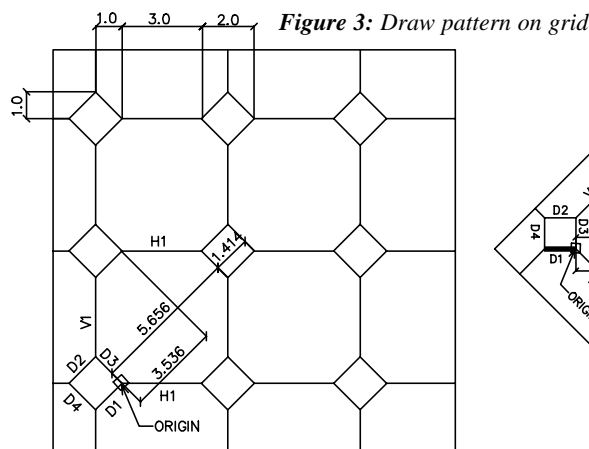 Figure 3: Draw pattern on grid
1.0 3.0 2.0
1.0
H1
1.414
V1
5.656
3.536
D2 D3
D4 D1 H1
ORIGIN
D2
D4 D3
D1